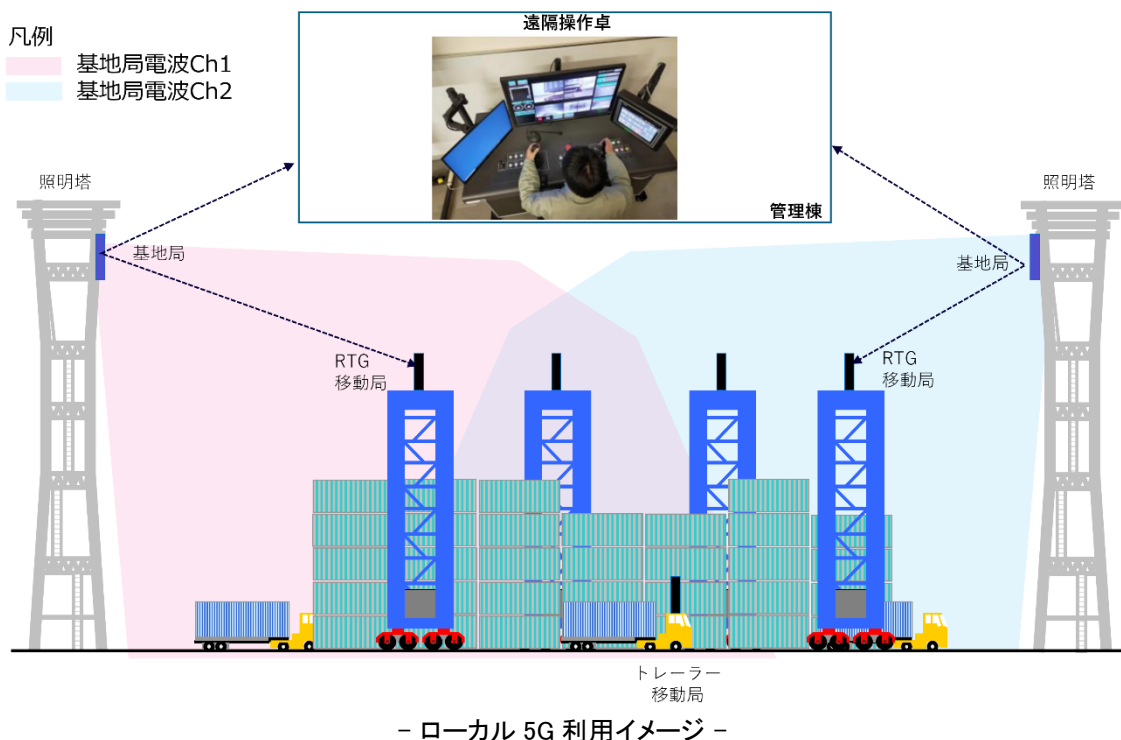 遠隔操作卓
凡例
基地局電波Ch1
基地局電波Ch2
管理棟
照明塔
照明塔
基地局
基地局
RTG
移動局
RTG
移動局
トレーラー
移動局
– ローカル 5G 利用イメージ –